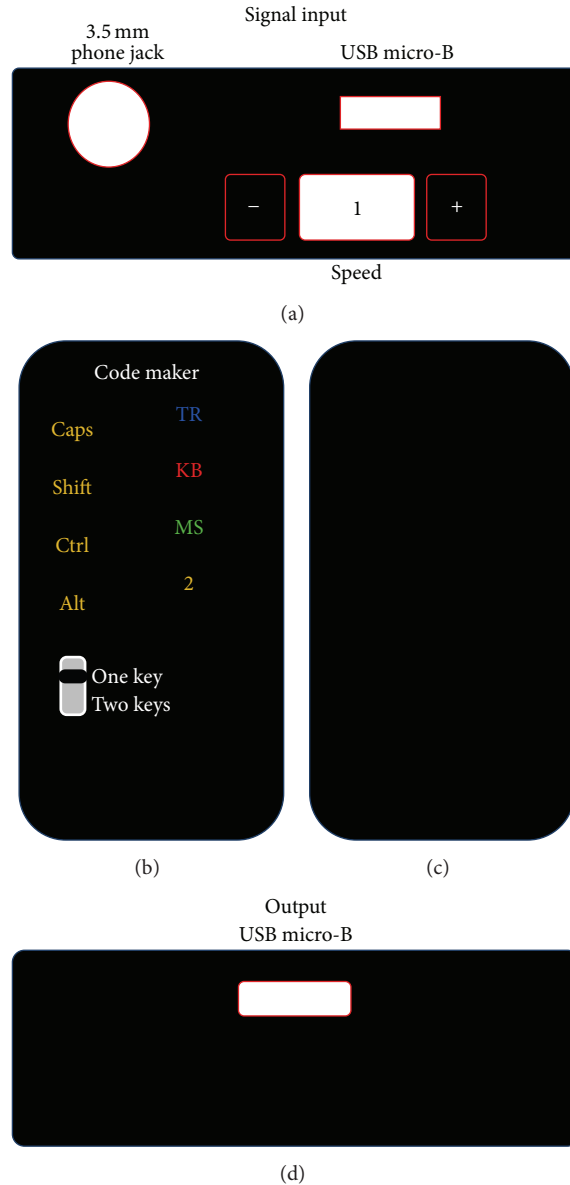 Signal input
3.5 mm
phone jack
USB micro-B
−
1
+
Speed
(a)
Code maker
Caps
TR
Shift
KB
Ctrl
MS
Alt
2
One key
Two keys
(b)
(c)
Output
USB micro-B
(d)